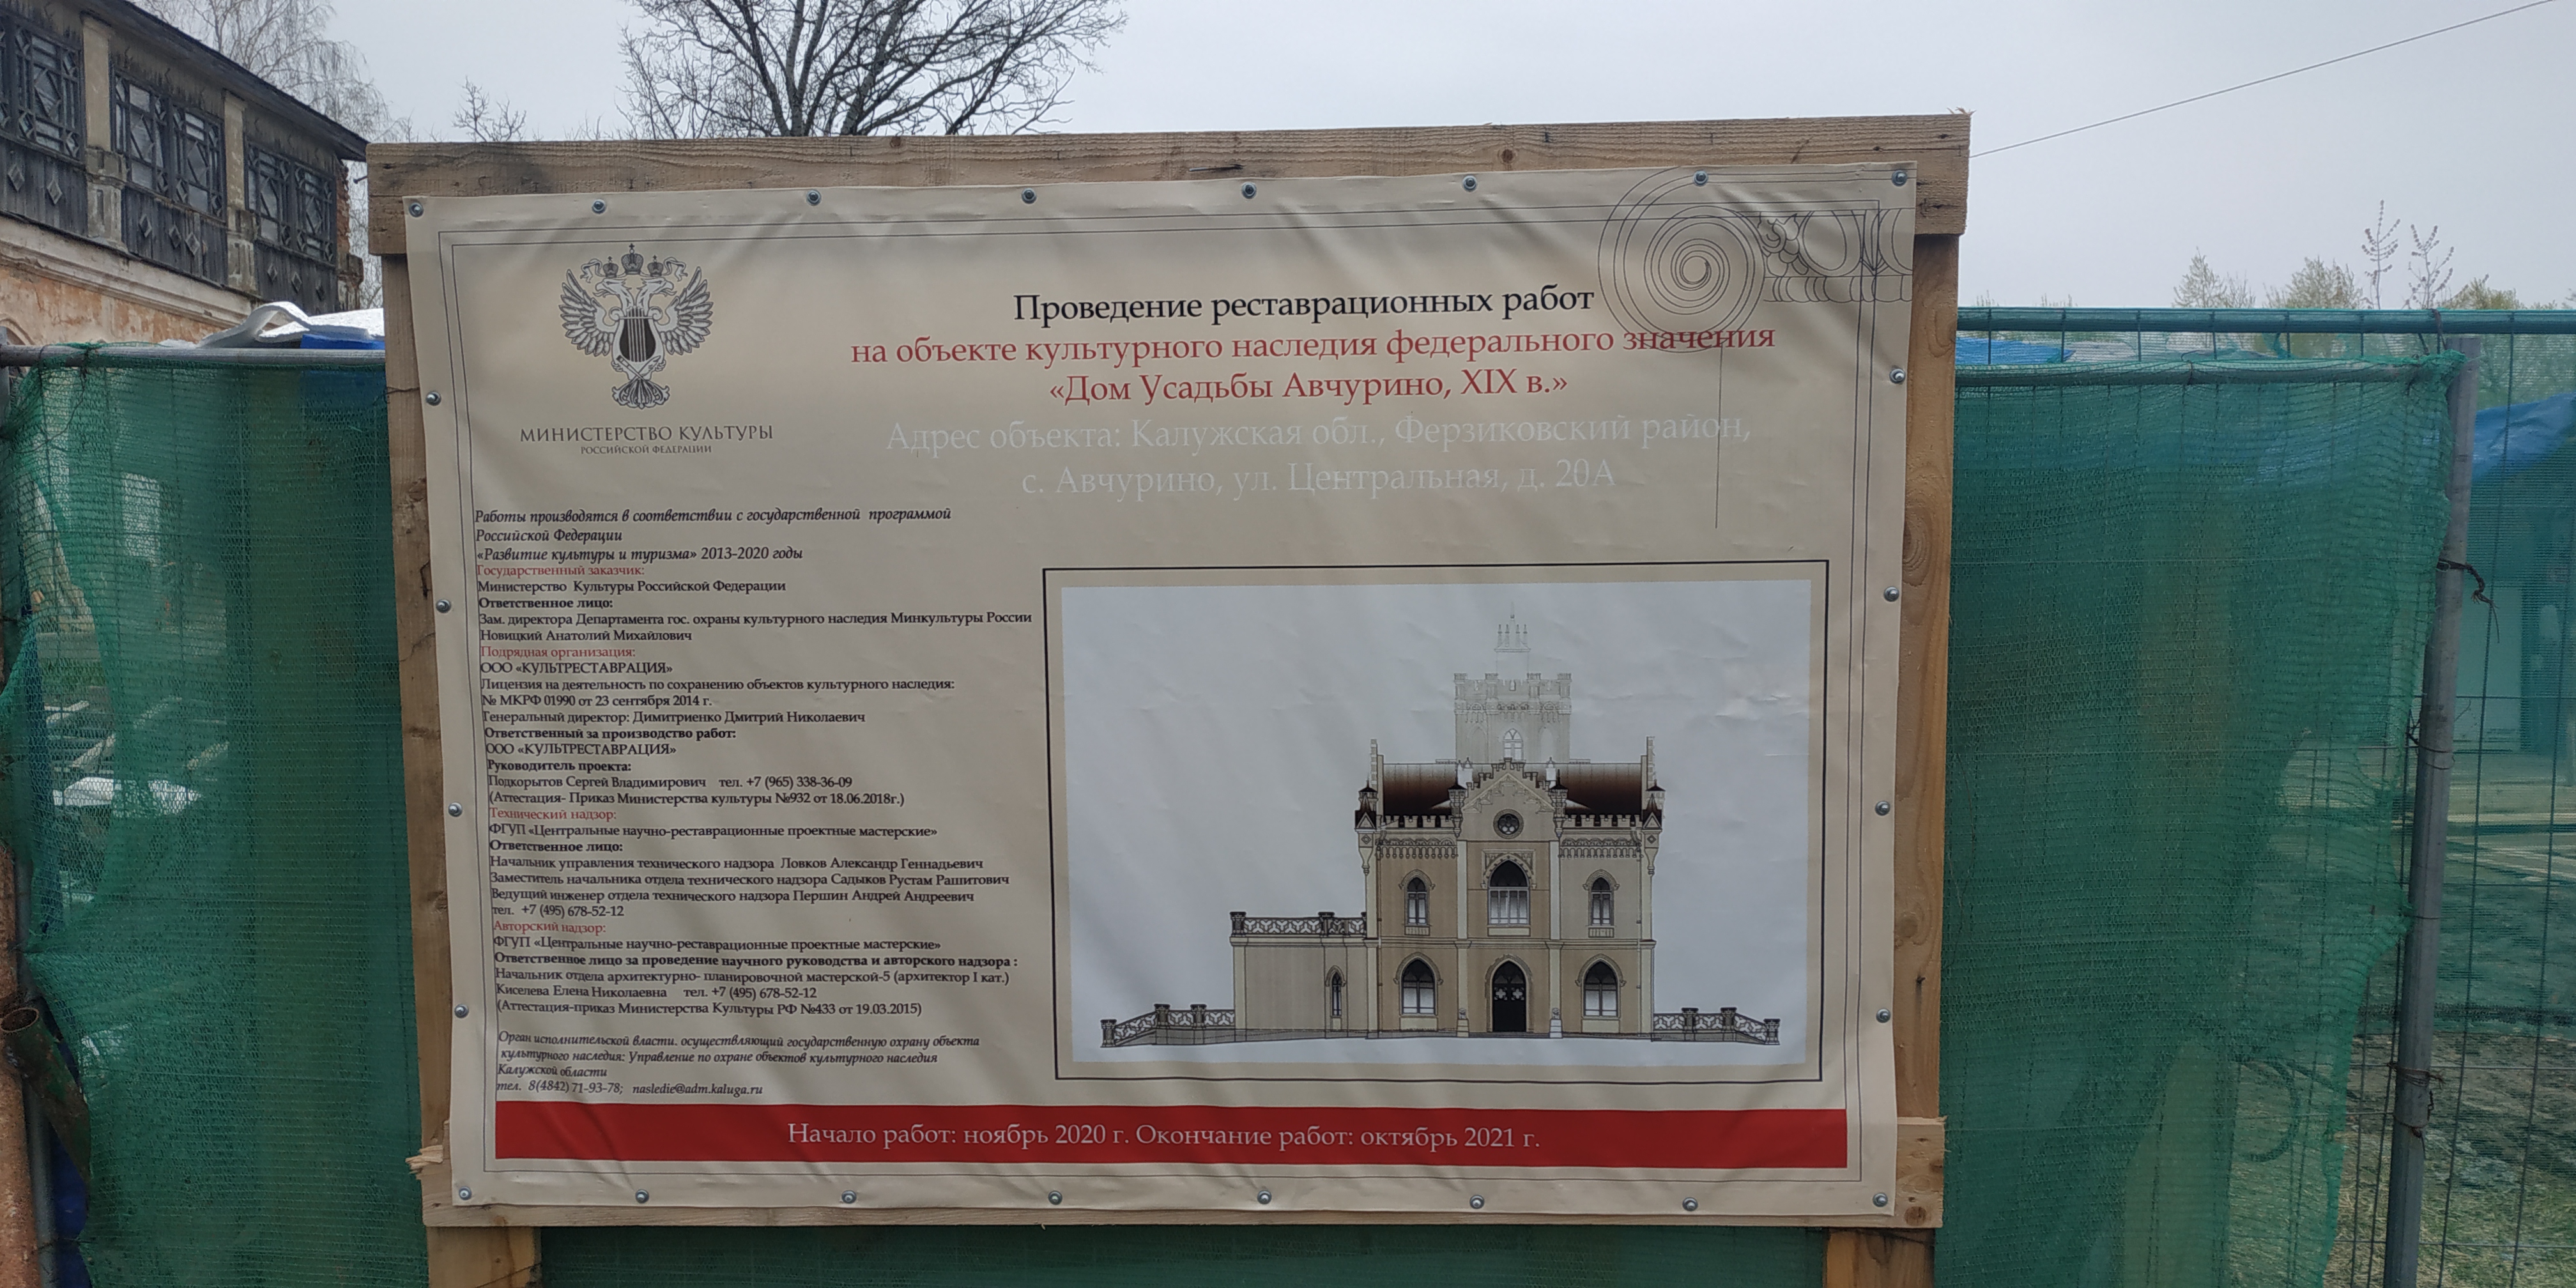 МИНИСТЕРСТВО КУЛЬТУРЫ
РОССИЙСКОЙ ФЕДЕРАЦИИ
Проведение реставрационных работ
на объекте культурного наследия федерального значения
«Дом Усадьбы Авчурино, XIX в.»
Адрес объекта: Калужская обл., Ферзиковский район,
с. Авчурино, ул. Центральная, д. 20А
Работы производятся в соответствии с государственной программой
Российской Федерации
«Развитие культуры и туризма» 2013-2020 годы
Государственный заказчик:
Министерство Культуры Российской Федерации
Ответственное лицо:
Зам. директора Департамента гос. охраны культурного наследия Минкультуры России
Новицкий Анатолий Михайлович
Подрядная организация:
ООО «КУЛЬТРЕСТАВРАЦИЯ»
Лицензия на деятельность по сохранению объектов культурного наследия:
№ МКРФ 01990 от 23 сентября 2014 г.
Генеральный директор: Димитриенко Дмитрий Николаевич
Ответственный за производство работ:
ООО «КУЛЬТРЕСТАВРАЦИЯ»
Руководитель проекта:
Подкорытов Сергей Владимирович тел. +7 (965) 338-36-09
(Аттестация- Приказ Министерства культуры №932 от 18.06.2018г.)
Технический надзор:
ФГУП «Центральные научно-реставрационные проектные мастерские»
Ответственное лицо:
Начальник управления технического надзора Ловков Александр Геннадьевич
Заместитель начальника отдела технического надзора Садыков Рустам Рашитович
Ведущий инженер отдела технического надзора Першин Андрей Андреевич
тел. +7 (495) 678-52-12
Авторский надзор:
ФГУП «Центральные научно-реставрационные проектные мастерские»
Ответственное лицо за проведение научного руководства и авторского надзора :
Начальник отдела архитектурно- планировочной мастерской-5 (архитектор I кат.)
Киселева Елена Николаевна тел. +7 (495) 678-52-12
(Аттестация-приказ Министерства Культуры РФ №433 от 19.03.2015)
Орган исполнительной власти. осуществляющий государственную охрану объекта
культурного наследия: Управление по охране объектов культурного наследия
Калужской области
тел. 8(4842) 71-93-78; nasledie@adm.kaluga.ru
Начало работ: ноябрь 2020 г. Окончание работ: октябрь 2021 г.